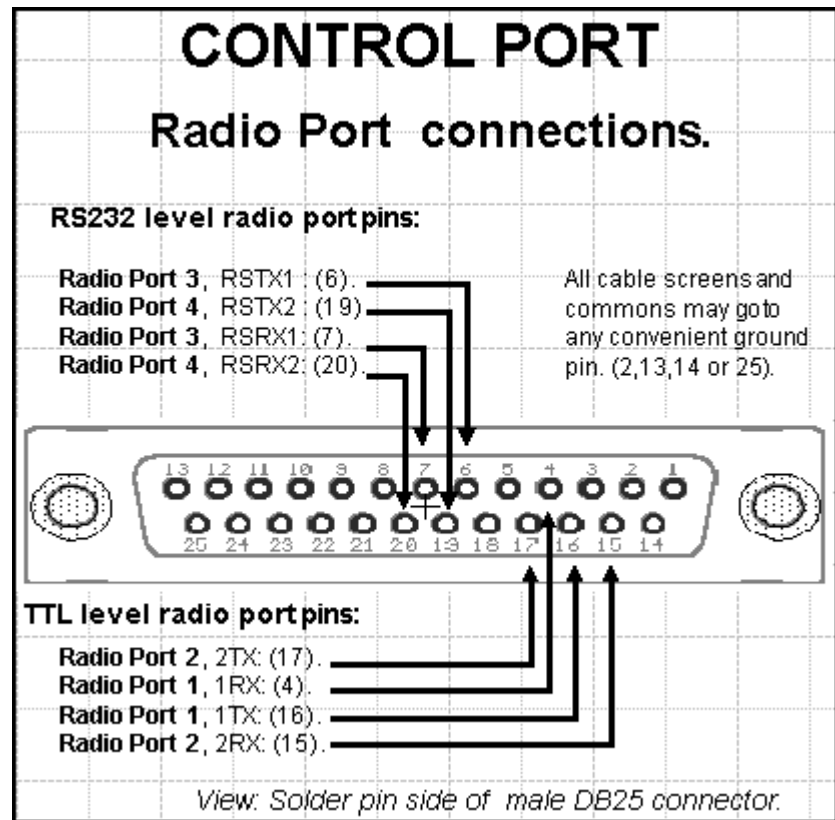 CONTROL PORT
Radio Port connections.
RS232 level radio port pins:
Radio Port 3, RSTX1 : (6).
Radio Port 4, RSTX2 : (19)
Radio Port 3, RSRX1: (7).
Radio Port 4, RSRX2: (20).
All cable screens and
commons may goto
any convenient ground
pin. (2,13,14 or 25).
13 12 11 10 9 8 7 6 5 4 3 2 1
25 24 23 22 21 20 19 18 17 16 15 14
TTL level radio port pins:
Radio Port 2, 2TX: (17).
Radio Port 1, 1RX: (4).
Radio Port 1, 1TX: (16).
Radio Port 2, 2RX: (15).
View: Solder pin side of male DB25 connector.